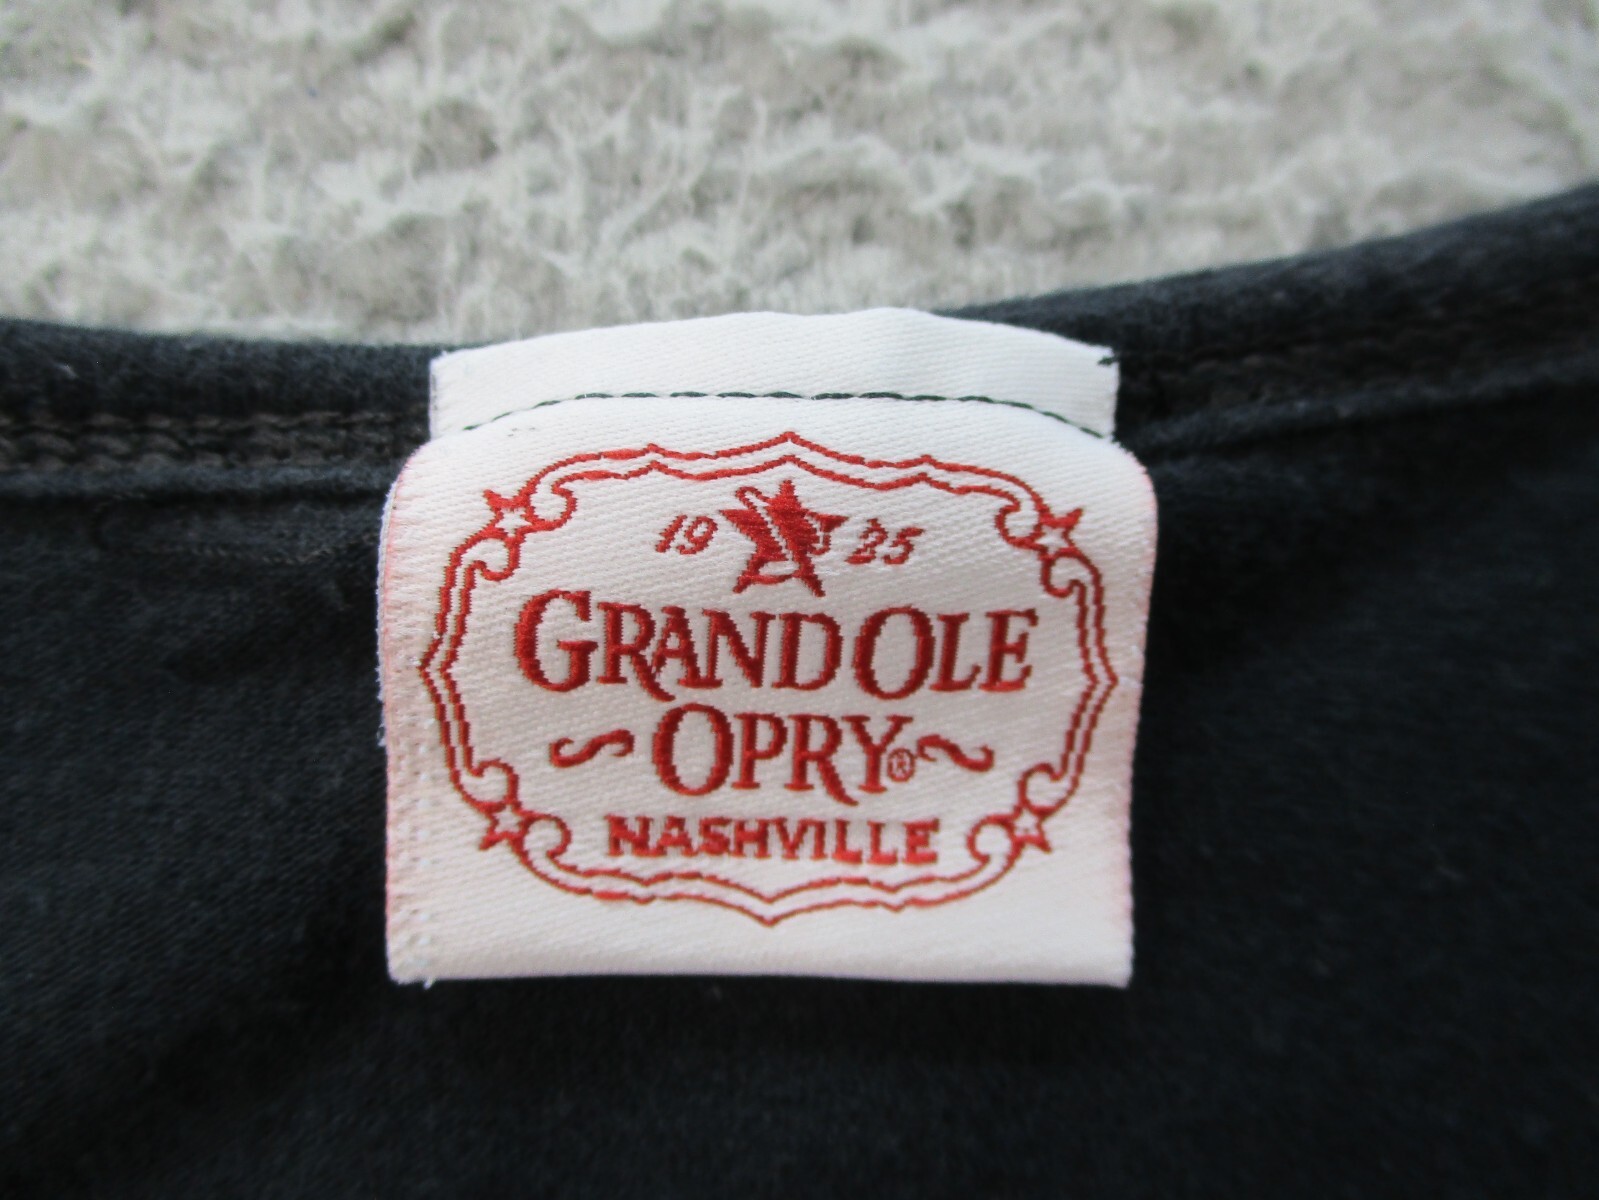 19 25
GRAND OLE
OPRY®
NASHVILLE